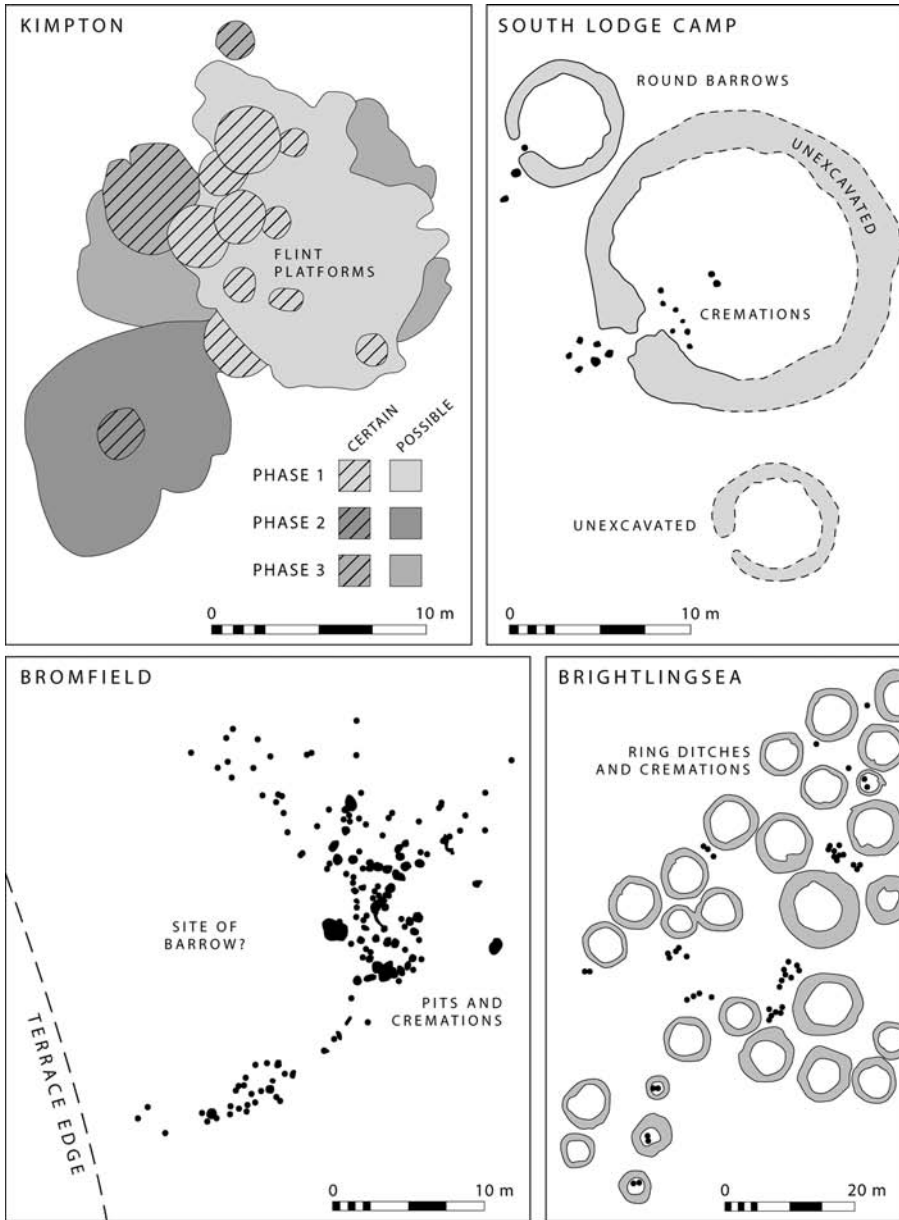 KIMPTON
FLINT
PLATFORMS
CERTAIN
POSSIBLE
PHASE 1
PHASE 2
PHASE 3
0 10 m
SOUTH LODGE CAMP
ROUND BARROWS
UNEXCAVATED
CREMATIONS
UNEXCAVATED
0 10 m
BROMFIELD
SITE OF
BARROW?
PITS AND
CREMATIONS
TERRACE EDGE
0 10 m
BRIGHTLINGSEA
RING DITCHES
AND CREMATIONS
0 20 m